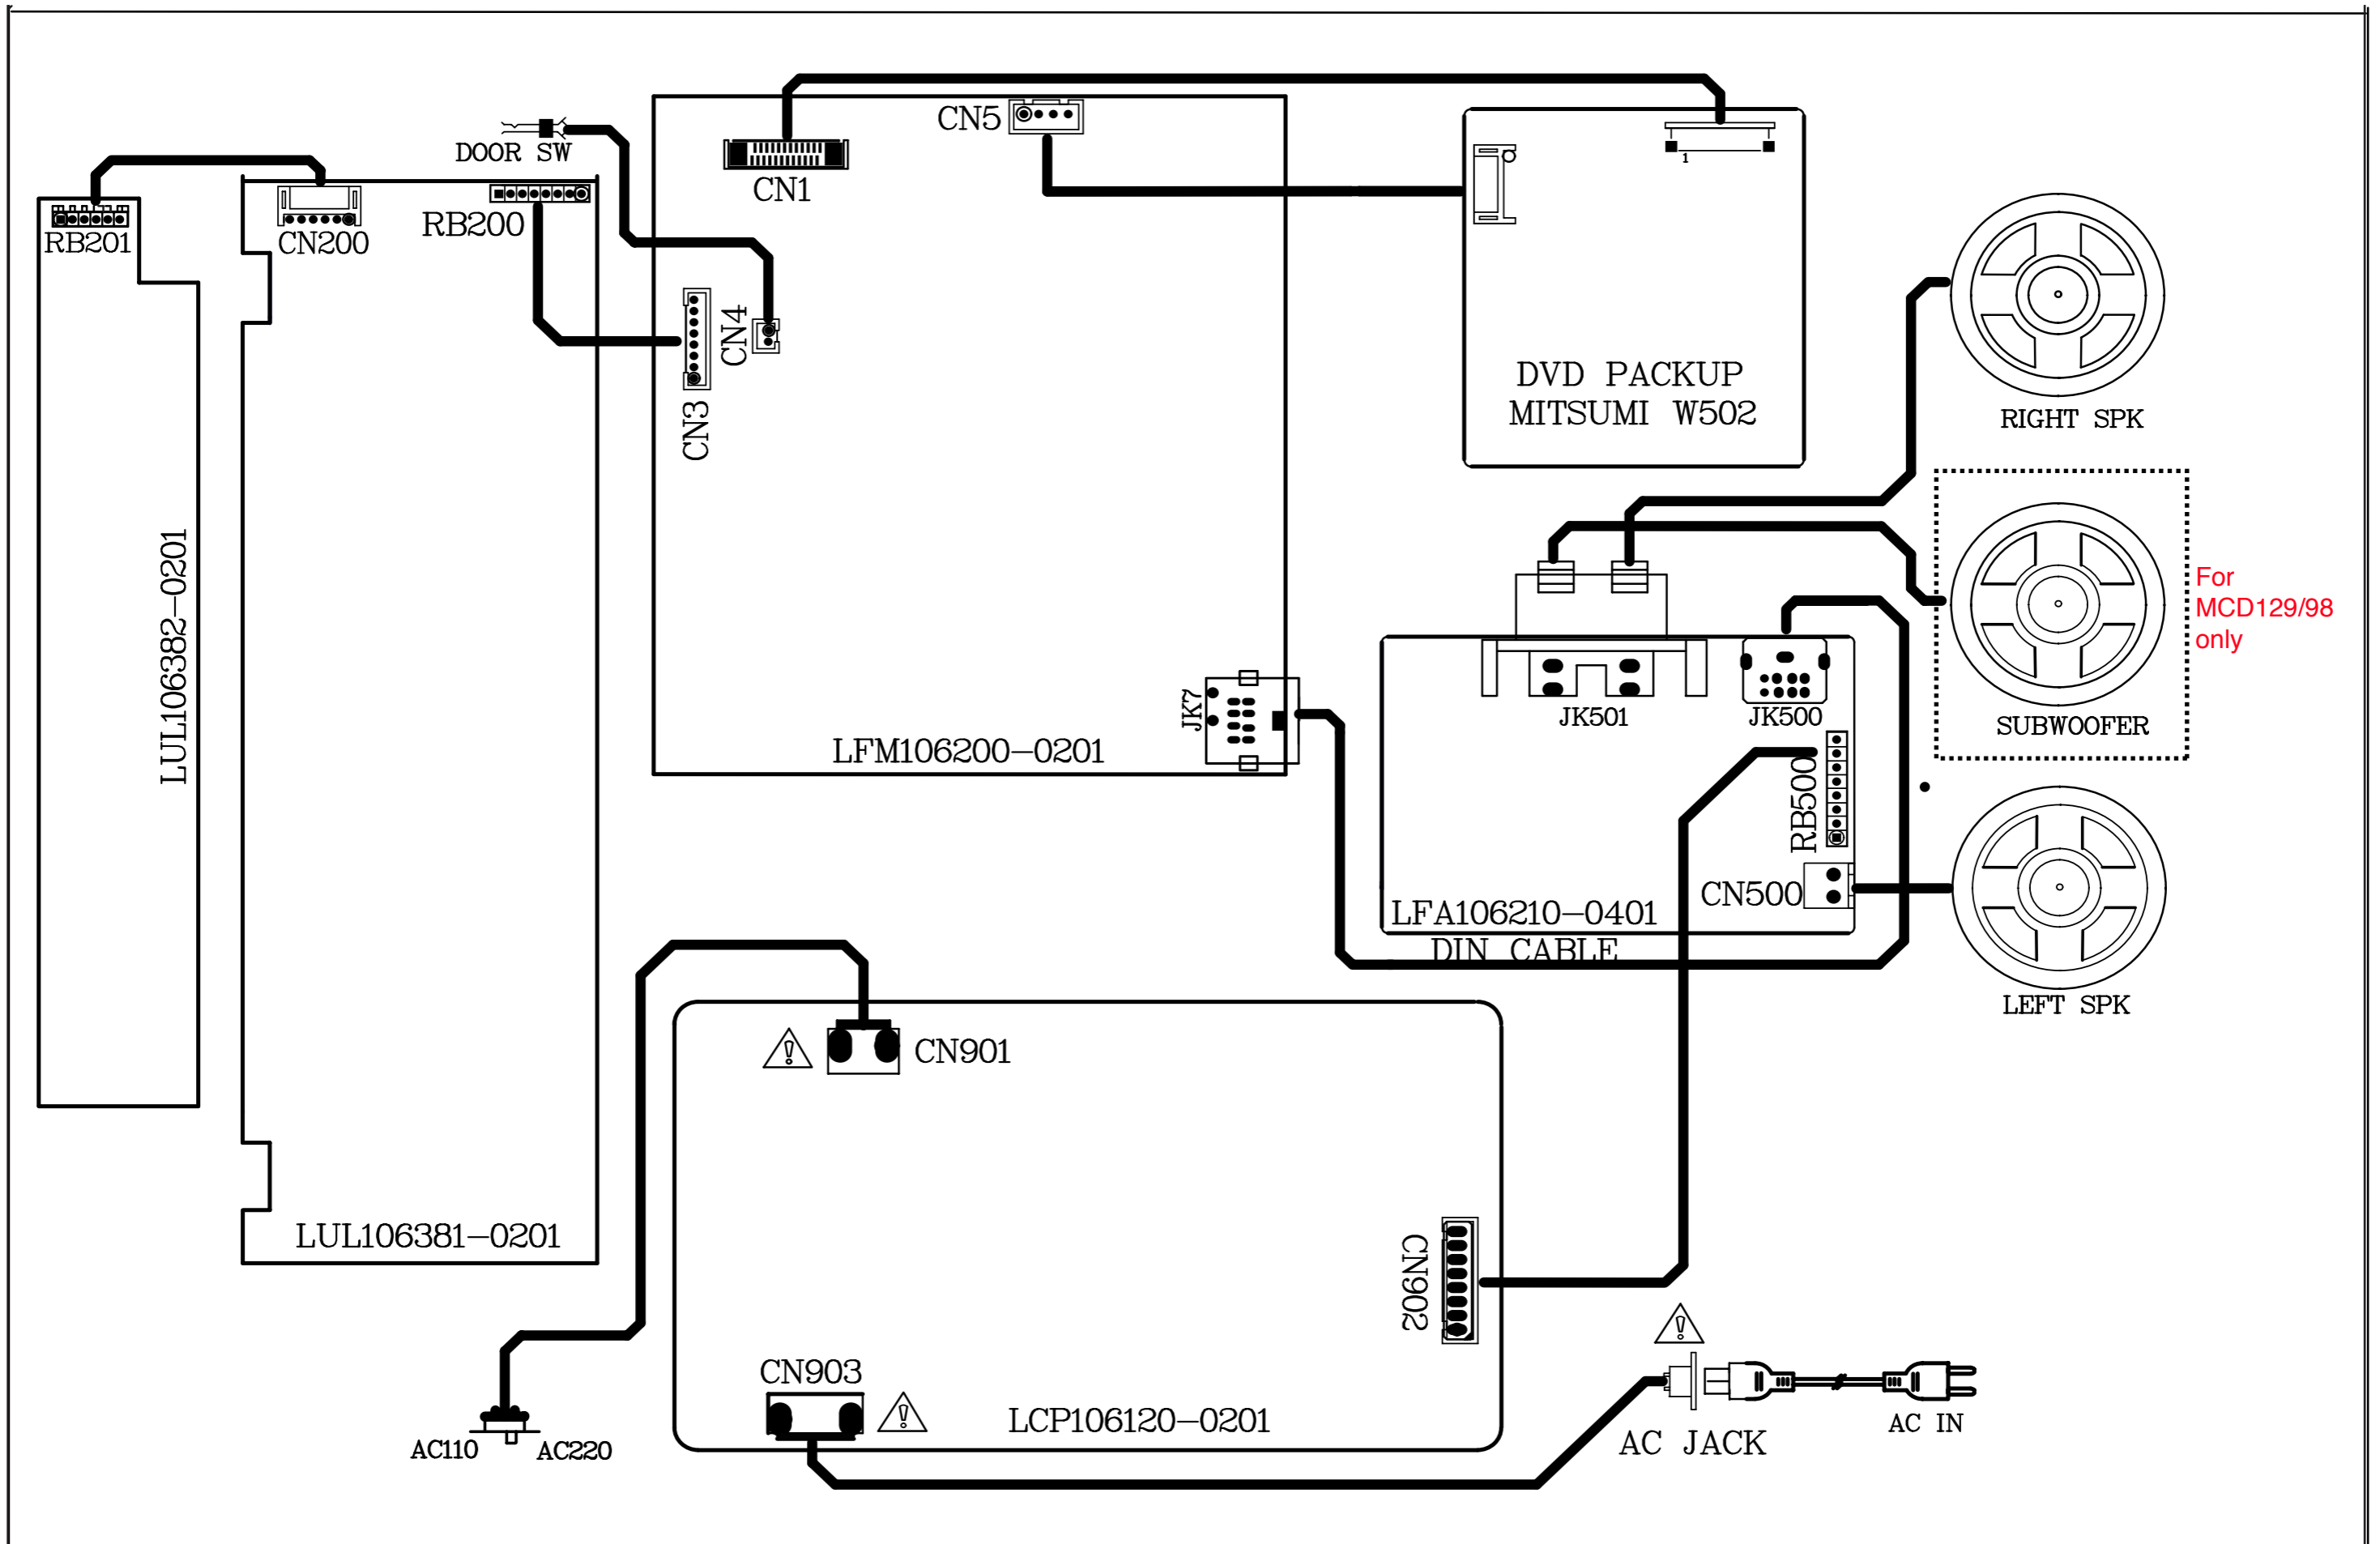 CN5
DOOR SW
CN1
RB201
CN200
RB200
CN4
CN3
DVD PACKUP
MITSUMI W502
RIGHT SPK
For
MCD129/98
only
SUBWOOFER
LUL106382-0201
JK7
LFM106200-0201
JK501
JK500
RB500
CN500
LFA106210-0401
DIN CABLE
LEFT SPK
CN901
LUL106381-0201
CN902
CN903
LCP106120-0201
AC110
AC220
AC JACK
AC IN
1
!
!
!